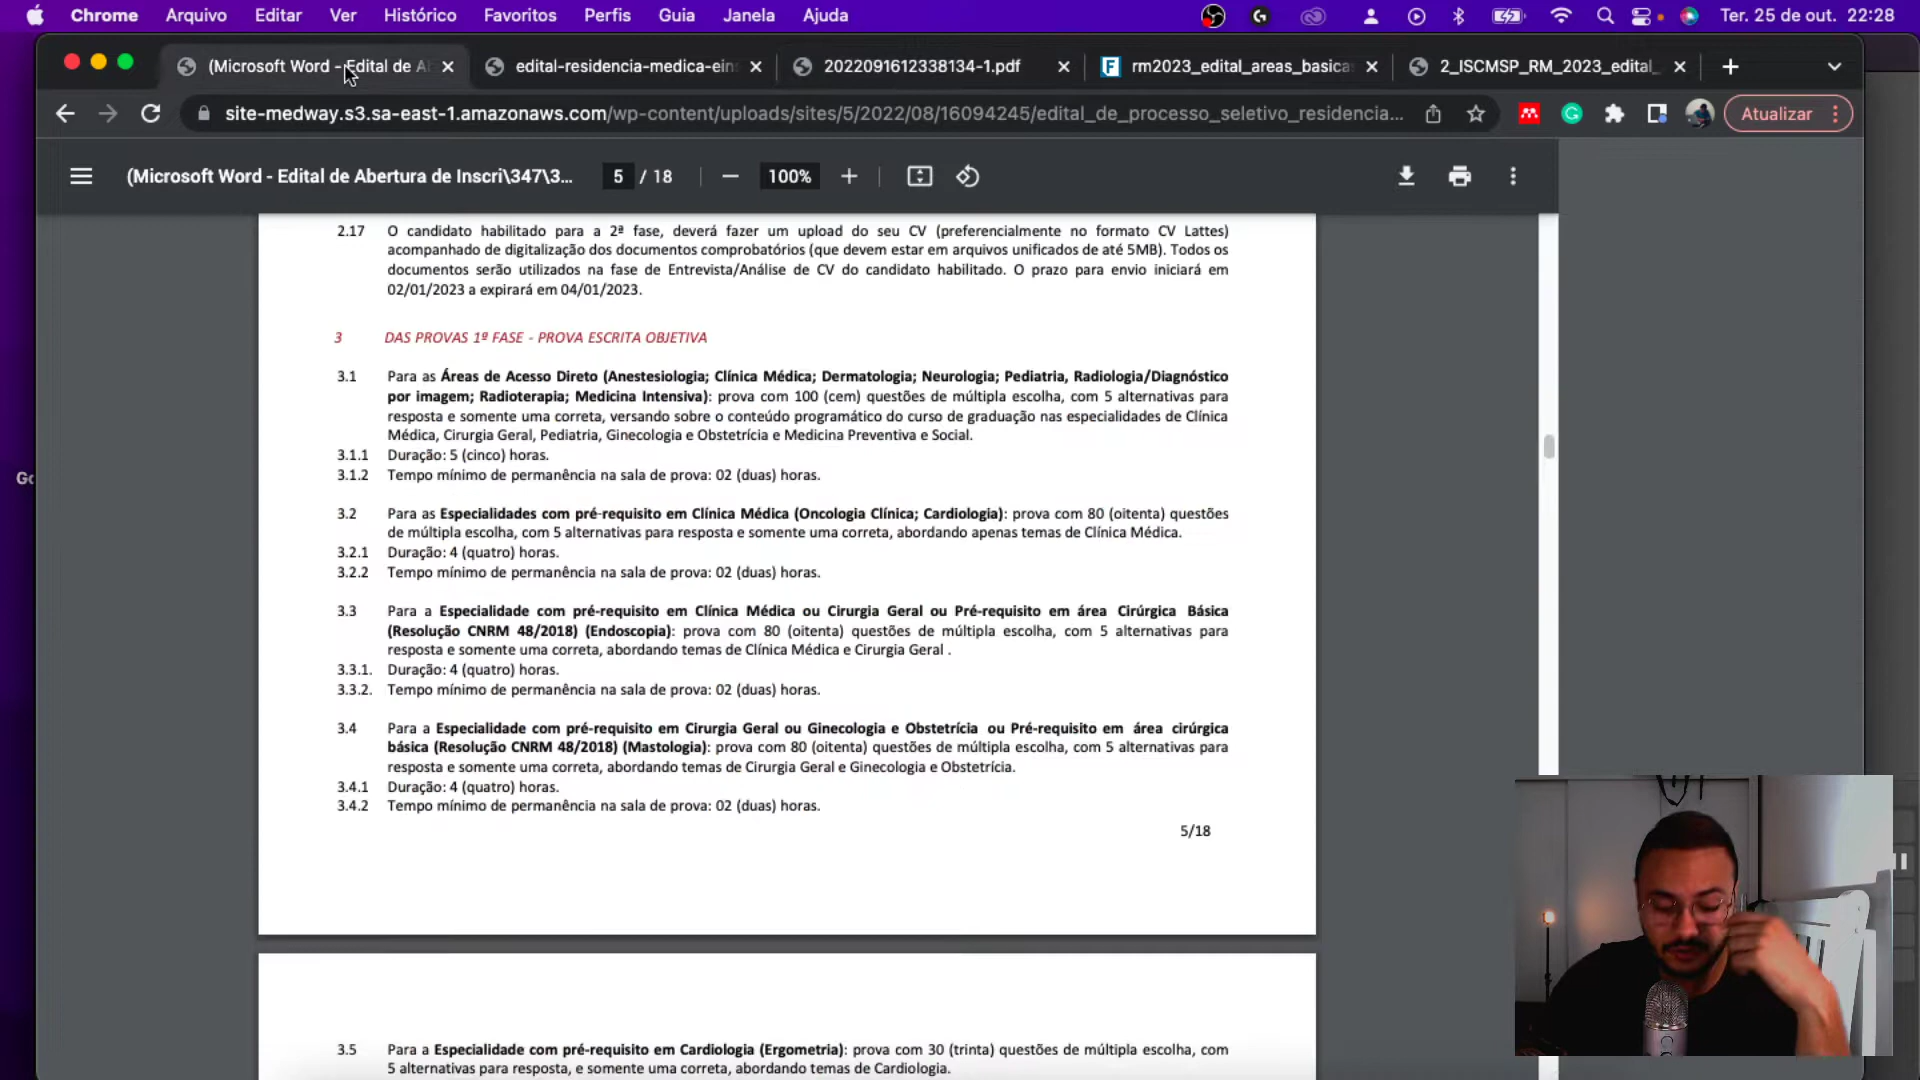 Chrome Arquivo Editar Ver Histórico Favoritos Perfis Guia Janela Ajuda Ter. 25 de out. 22:28
(Microsoft Word - Edital de A edital-residencia-medica-ein 2022091612338134-1.pdf rm2023_edital_areas_basica 2_ISCMSP_RM_2023_edital_
site-medway.s3.sa-east-1.amazonaws.com/wp-content/uploads/sites/5/2022/08/16094245/edital_de_processo_seletivo_residencia... Atualizar
(Microsoft Word - Edital de Abertura de Inscri\347\3... 5 / 18 100%
2.17 O candidato habilitado para a 2ª fase, deverá fazer um upload do seu CV (preferencialmente no formato CV Lattes)
acompanhado de digitalização dos documentos comprobatórios (que devem estar em arquivos unificados de até 5MB). Todos os
documentos serão utilizados na fase de Entrevista/Análise de CV do candidato habilitado. O prazo para envio iniciará em
02/01/2023 a expirará em 04/01/2023.
3 DAS PROVAS 1ª FASE - PROVA ESCRITA OBJETIVA
3.1 Para as Áreas de Acesso Direto (Anestesiologia; Clínica Médica; Dermatologia; Neurologia; Pediatria, Radiologia/Diagnóstico
por imagem; Radioterapia; Medicina Intensiva): prova com 100 (cem) questões de múltipla escolha, com 5 alternativas para
resposta e somente uma correta, versando sobre o conteúdo programático do curso de graduação nas especialidades de Clínica
Médica, Cirurgia Geral, Pediatria, Ginecologia e Obstetrícia e Medicina Preventiva e Social.
3.1.1 Duração: 5 (cinco) horas.
3.1.2 Tempo mínimo de permanência na sala de prova: 02 (duas) horas.
3.2 Para as Especialidades com pré-requisito em Clínica Médica (Oncologia Clínica; Cardiologia): prova com 80 (oitenta) questões
de múltipla escolha, com 5 alternativas para resposta e somente uma correta, abordando apenas temas de Clínica Médica.
3.2.1 Duração: 4 (quatro) horas.
3.2.2 Tempo mínimo de permanência na sala de prova: 02 (duas) horas.
3.3 Para a Especialidade com pré-requisito em Clínica Médica ou Cirurgia Geral ou Pré-requisito em área Cirúrgica Básica
(Resolução CNRM 48/2018) (Endoscopia): prova com 80 (oitenta) questões de múltipla escolha, com 5 alternativas para
resposta e somente uma correta, abordando temas de Clínica Médica e Cirurgia Geral .
3.3.1. Duração: 4 (quatro) horas.
3.3.2. Tempo mínimo de permanência na sala de prova: 02 (duas) horas.
3.4 Para a Especialidade com pré-requisito em Cirurgia Geral ou Ginecologia e Obstetrícia ou Pré-requisito em área cirúrgica
básica (Resolução CNRM 48/2018) (Mastologia): prova com 80 (oitenta) questões de múltipla escolha, com 5 alternativas para
resposta e somente uma correta, abordando temas de Cirurgia Geral e Ginecologia e Obstetrícia.
3.4.1 Duração: 4 (quatro) horas.
3.4.2 Tempo mínimo de permanência na sala de prova: 02 (duas) horas.
5/18
3.5 Para a Especialidade com pré-requisito em Cardiologia (Ergometria): prova com 30 (trinta) questões de múltipla escolha, com
5 alternativas para resposta, e somente uma correta, abordando temas de Cardiologia.